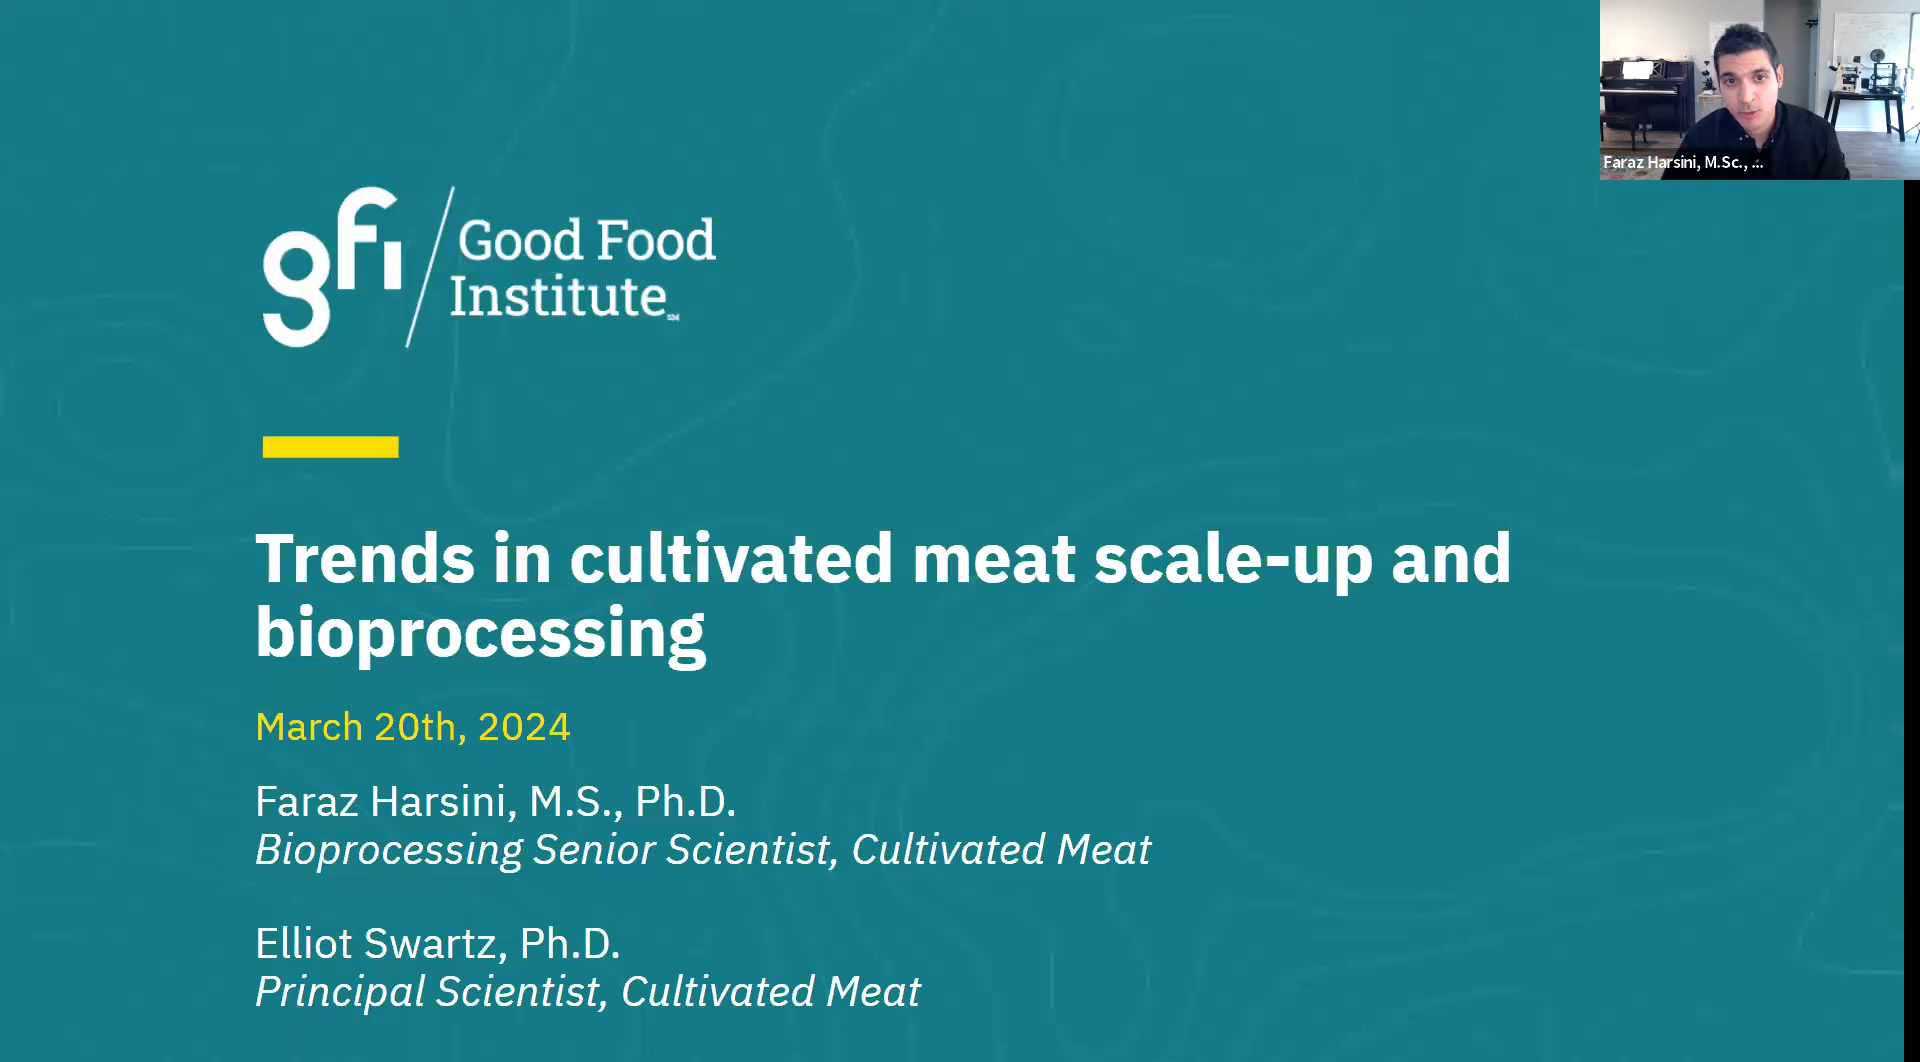 gfi
Good Food
Institute℠
Faraz Harsini, M.Sc., ...
Trends in cultivated meat scale-up and
bioprocessing
March 20th, 2024
Faraz Harsini, M.S., Ph.D.
Bioprocessing Senior Scientist, Cultivated Meat
Elliot Swartz, Ph.D.
Principal Scientist, Cultivated Meat